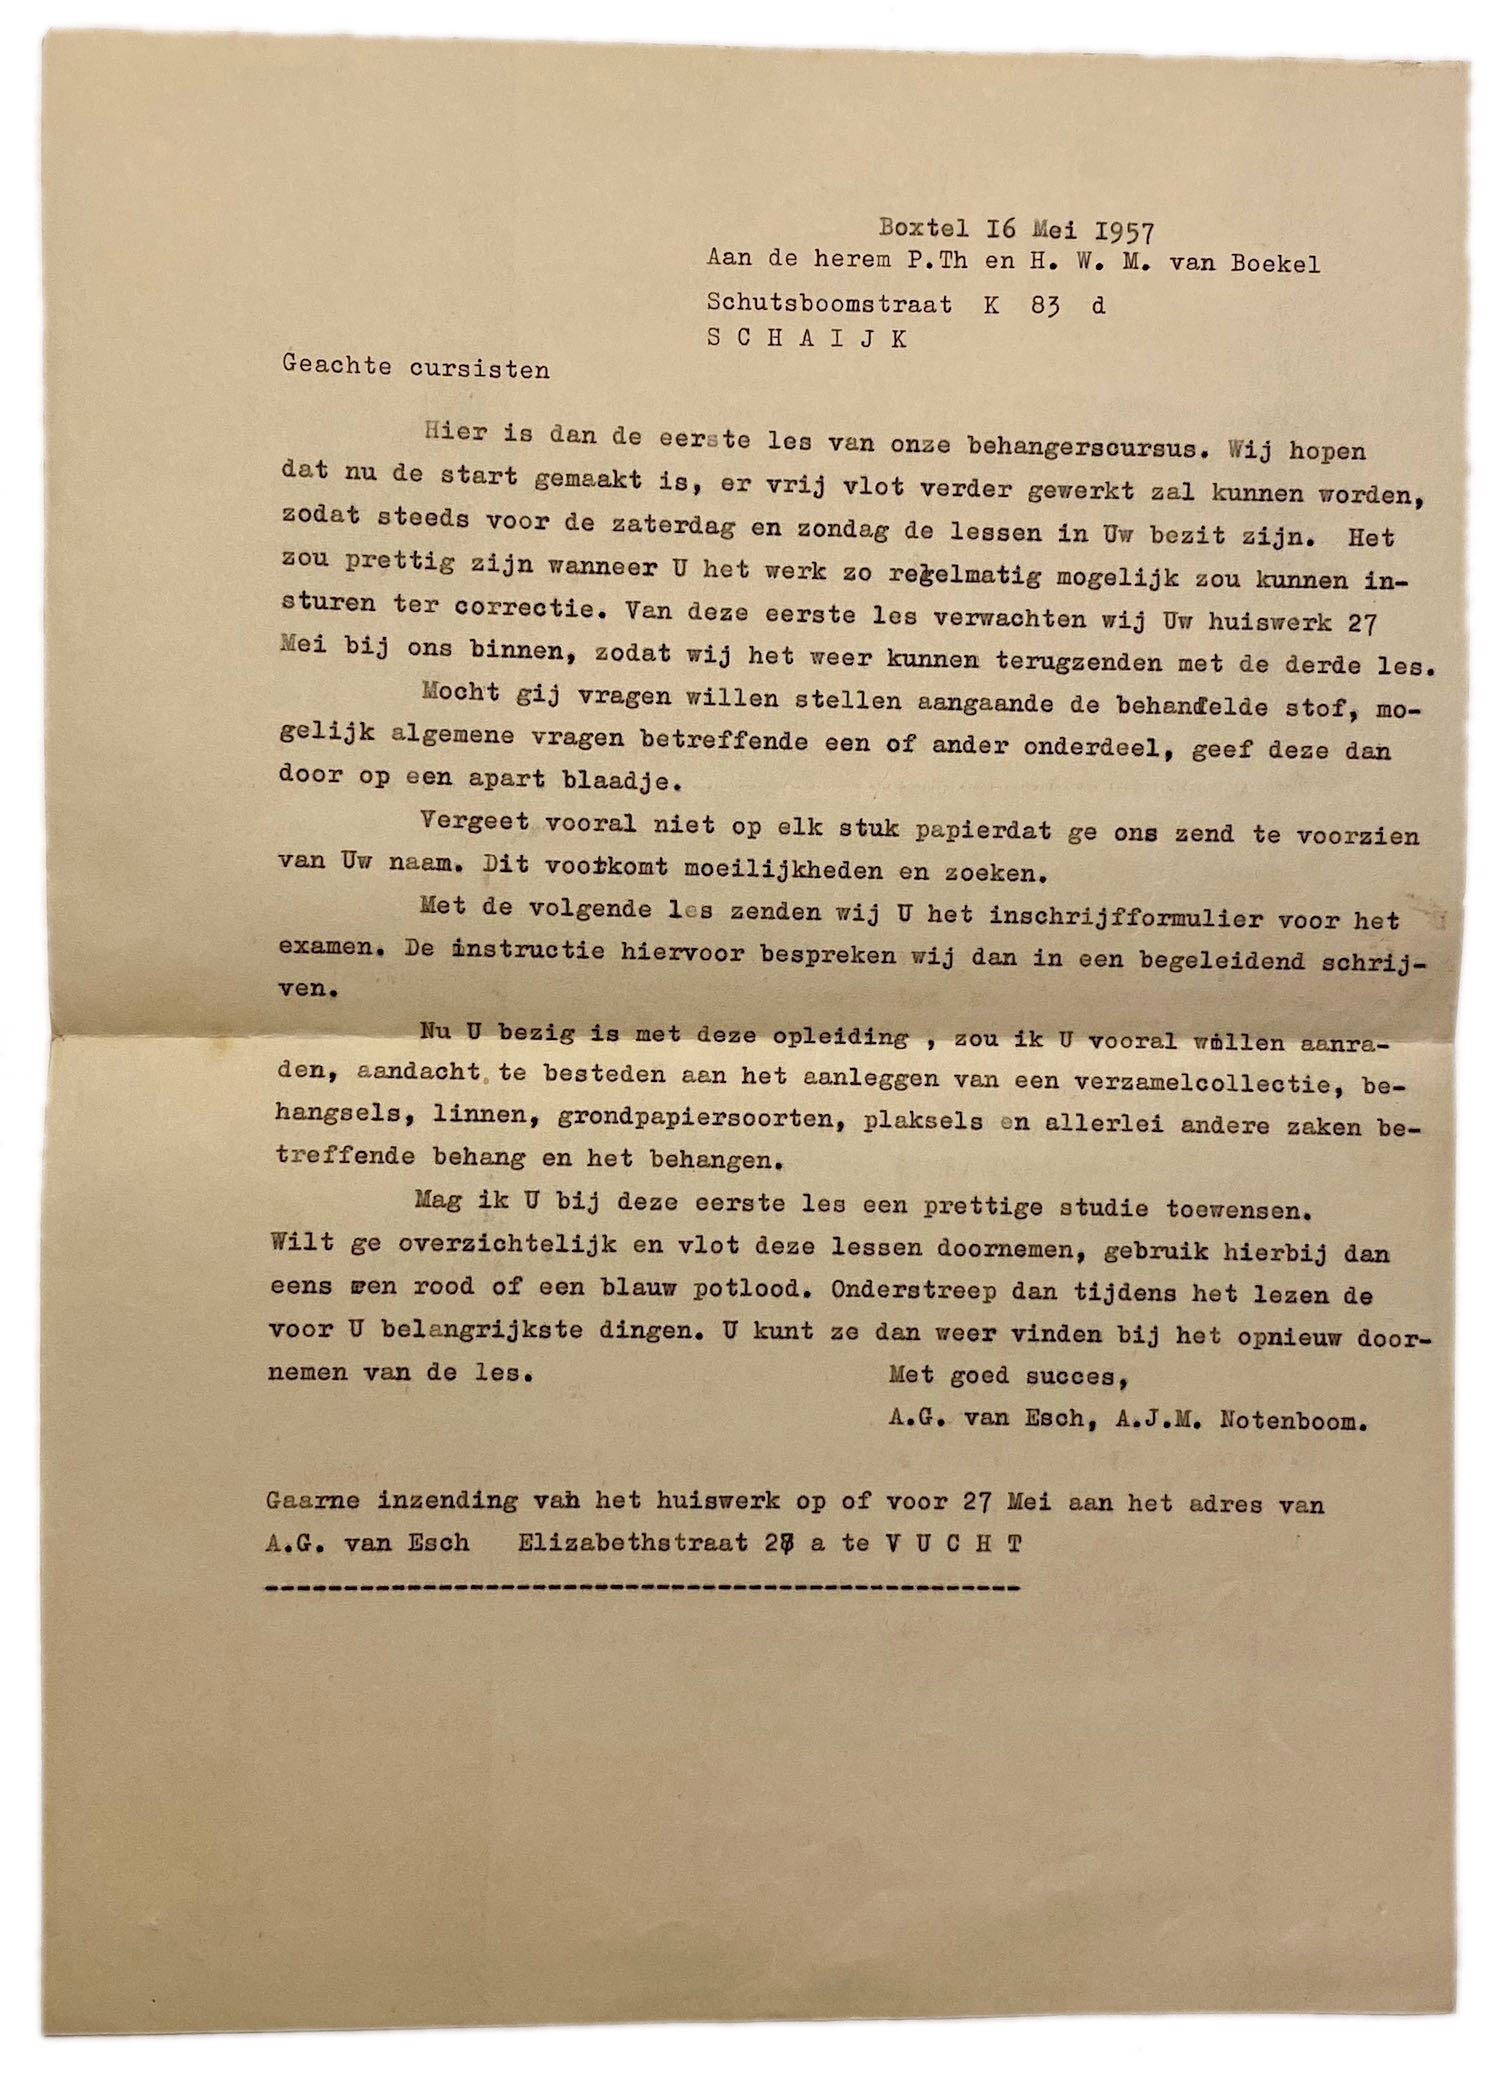 Boxtel I6 Mei I957
Aan de herem P.Th en H. W. M. van Boekel
Schutsboomstraat K 83 d
S C H A I J K
Geachte cursisten
Hier is dan de eerste les van onze behangerscursus. Wij hopen
dat nu de start gemaakt is, er vrij vlot verder gewerkt zal kunnen worden,
zodat steeds voor de zaterdag en zondag de lessen in Uw bezit zijn. Het
zou prettig zijn wanneer U het werk zo regelmatig mogelijk zou kunnen in-
sturen ter correctie. Van deze eerste les verwachten wij Uw huiswerk 27
Mei bij ons binnen, zodat wij het weer kunnen terugzenden met de derde les.
Mocht gij vragen willen stellen aangaande de behandelde stof, mo-
gelijk algemene vragen betreffende een of ander onderdeel, geef deze dan
door op een apart blaadje.
Vergeet vooral niet op elk stuk papierdat ge ons zend te voorzien
van Uw naam. Dit voorkomt moeilijkheden en zoeken.
Met de volgende les zenden wij U het inschrijfformulier voor het
examen. De instructie hiervoor bespreken wij dan in een begeleidend schrij-
ven.
Nu U bezig is met deze opleiding , zou ik U vooral willen aanra-
den, aandacht te besteden aan het aanleggen van een verzamelcollectie, be-
hangsels, linnen, grondpapiersoorten, plaksels en allerlei andere zaken be-
treffende behang en het behangen.
Mag ik U bij deze eerste les een prettige studie toewensen.
Wilt ge overzichtelijk en vlot deze lessen doornemen, gebruik hierbij dan
eens een rood of een blauw potlood. Onderstreep dan tijdens het lezen de
voor U belangrijkste dingen. U kunt ze dan weer vinden bij het opnieuw door-
nemen van de les.
Met goed succes,
A.G. van Esch, A.J.M. Notenboom.
Gaarne inzending van het huiswerk op of voor 27 Mei aan het adres van
A.G. van Esch Elizabethstraat a te V U C H T